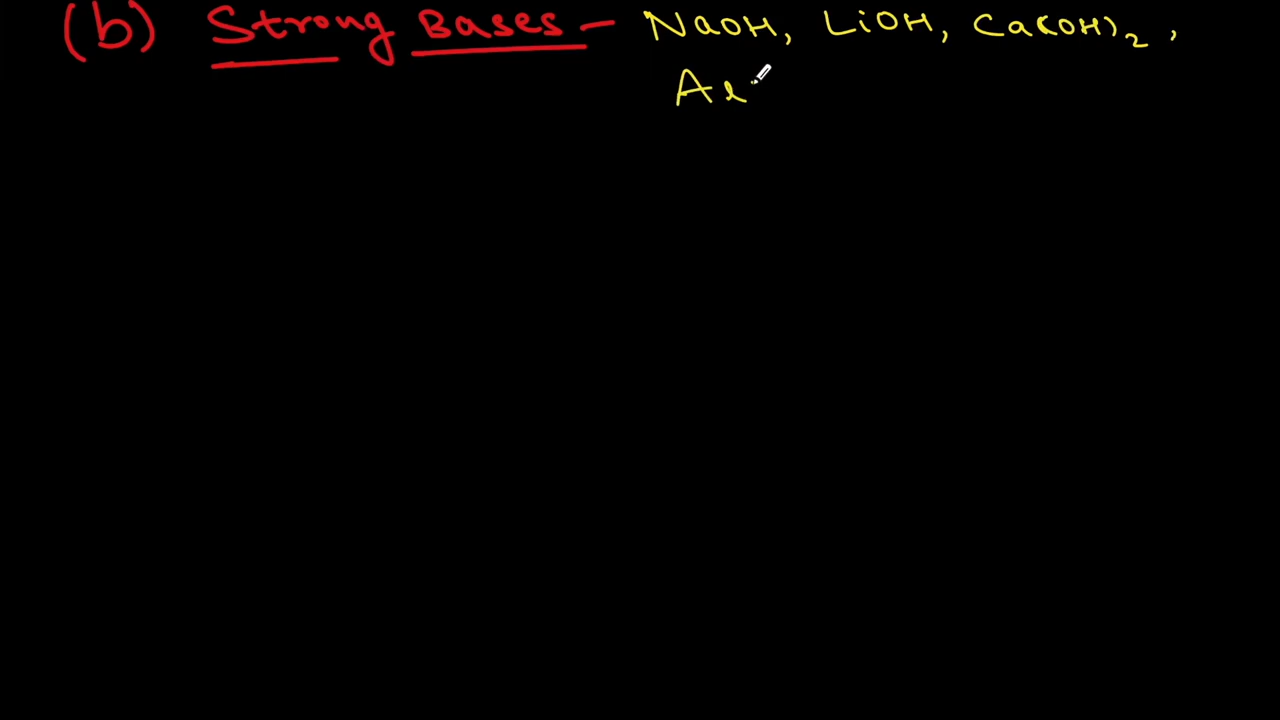 (b) Strong Bases - NaOH, LiOH, Ca(OH)2,
Al